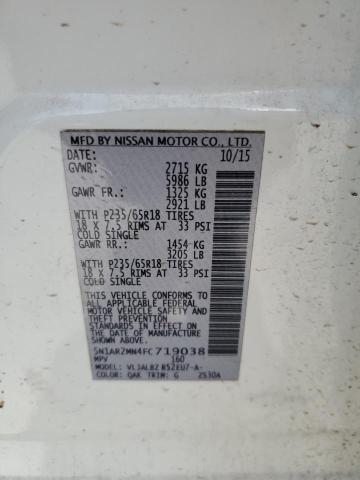 MFD BY NISSAN MOTOR CO., LTD.
DATE: 10/15
GVWR: 2715 KG
5986 LB
GAWR FR.: 1325 KG
2921 LB
WITH P235/65R18 TIRES
18 X 7.5 RIMS AT 33 PSI
COLD SINGLE
GAWR RR.: 1454 KG
3205 LB
WITH P235/65R18 TIRES
18 X 7.5 RIMS AT 33 PSI
COLD SINGLE
THIS VEHICLE CONFORMS TO
ALL APPLICABLE FEDERAL
MOTOR VEHICLE SAFETY AND
THEFT PREVENTION STANDARDS
IN EFFECT ON THE DATE OF
MANUFACTURE
SHOWN ABOVE.
5N1AR2MN4FC719038
MPV 160
MODEL: VLJALBZ R52EU7-A-
COLOR: QAK TRIM: G 2530A